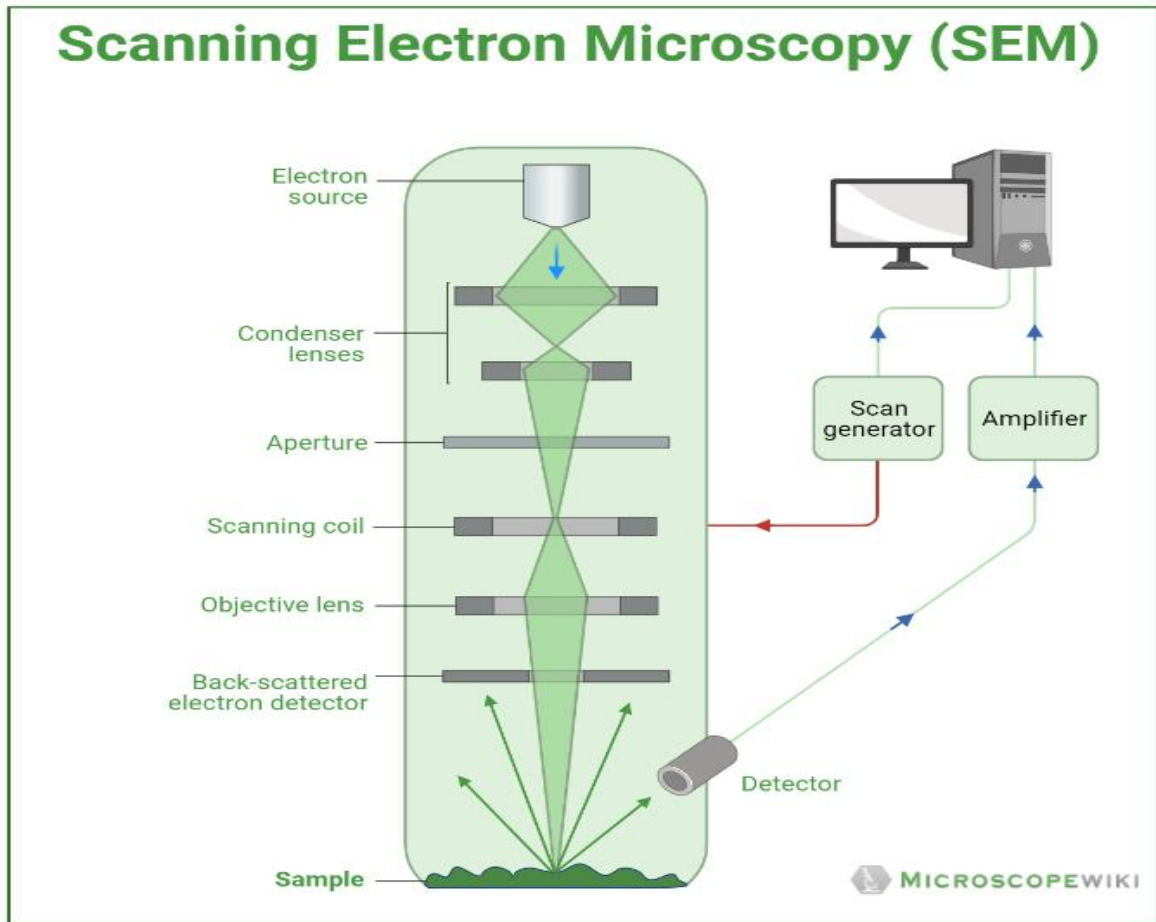 Scanning Electron Microscopy (SEM)
Electron
source
Condenser
lenses
Aperture
Scanning coil
Objective lens
Back-scattered
electron detector
Sample
Scan
generator
Amplifier
Detector
MICROSCOPEWIKI